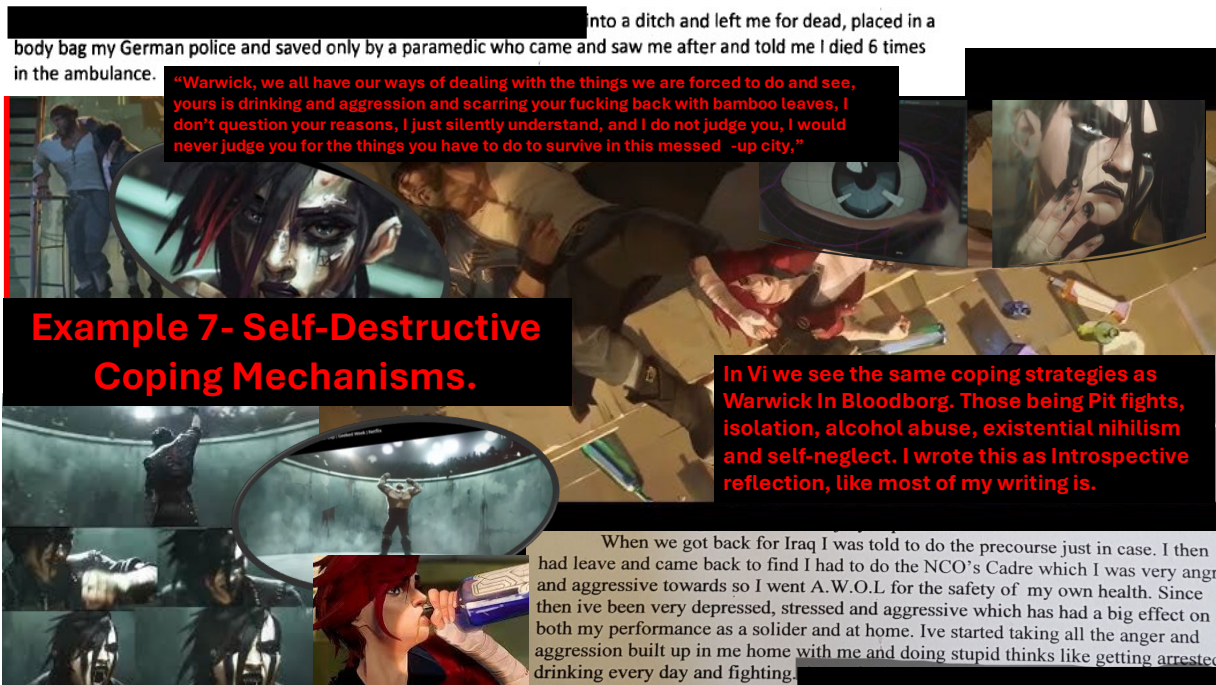 into a ditch and left me for dead, placed in a
body bag my German police and saved only by a paramedic who came and saw me after and told me I died 6 times
in the ambulance.
“Warwick, we all have our ways of dealing with the things we are forced to do and see,
yours is drinking and aggression and scarring your fucking back with bamboo leaves, I
don’t question your reasons, I just silently understand, and I do not judge you, I would
never judge you for the things you have to do to survive in this messed -up city,”
Example 7- Self-Destructive
Coping Mechanisms.
In Vi we see the same coping strategies as
Warwick In Bloodborg. Those being Pit fights,
isolation, alcohol abuse, existential nihilism
and self-neglect. I wrote this as Introspective
reflection, like most of my writing is.
| Geeked Week | Netflix
When we got back for Iraq I was told to do the precourse just in case. I then
had leave and came back to find I had to do the NCO’s Cadre which I was very angr
and aggressive towards so I went A.W.O.L for the safety of my own health. Since
then ive been very depressed, stressed and aggressive which has had a big effect on
both my performance as a solider and at home. Ive started taking all the anger and
aggression built up in me home with me and doing stupid thinks like getting arreste
drinking every day and fighting.